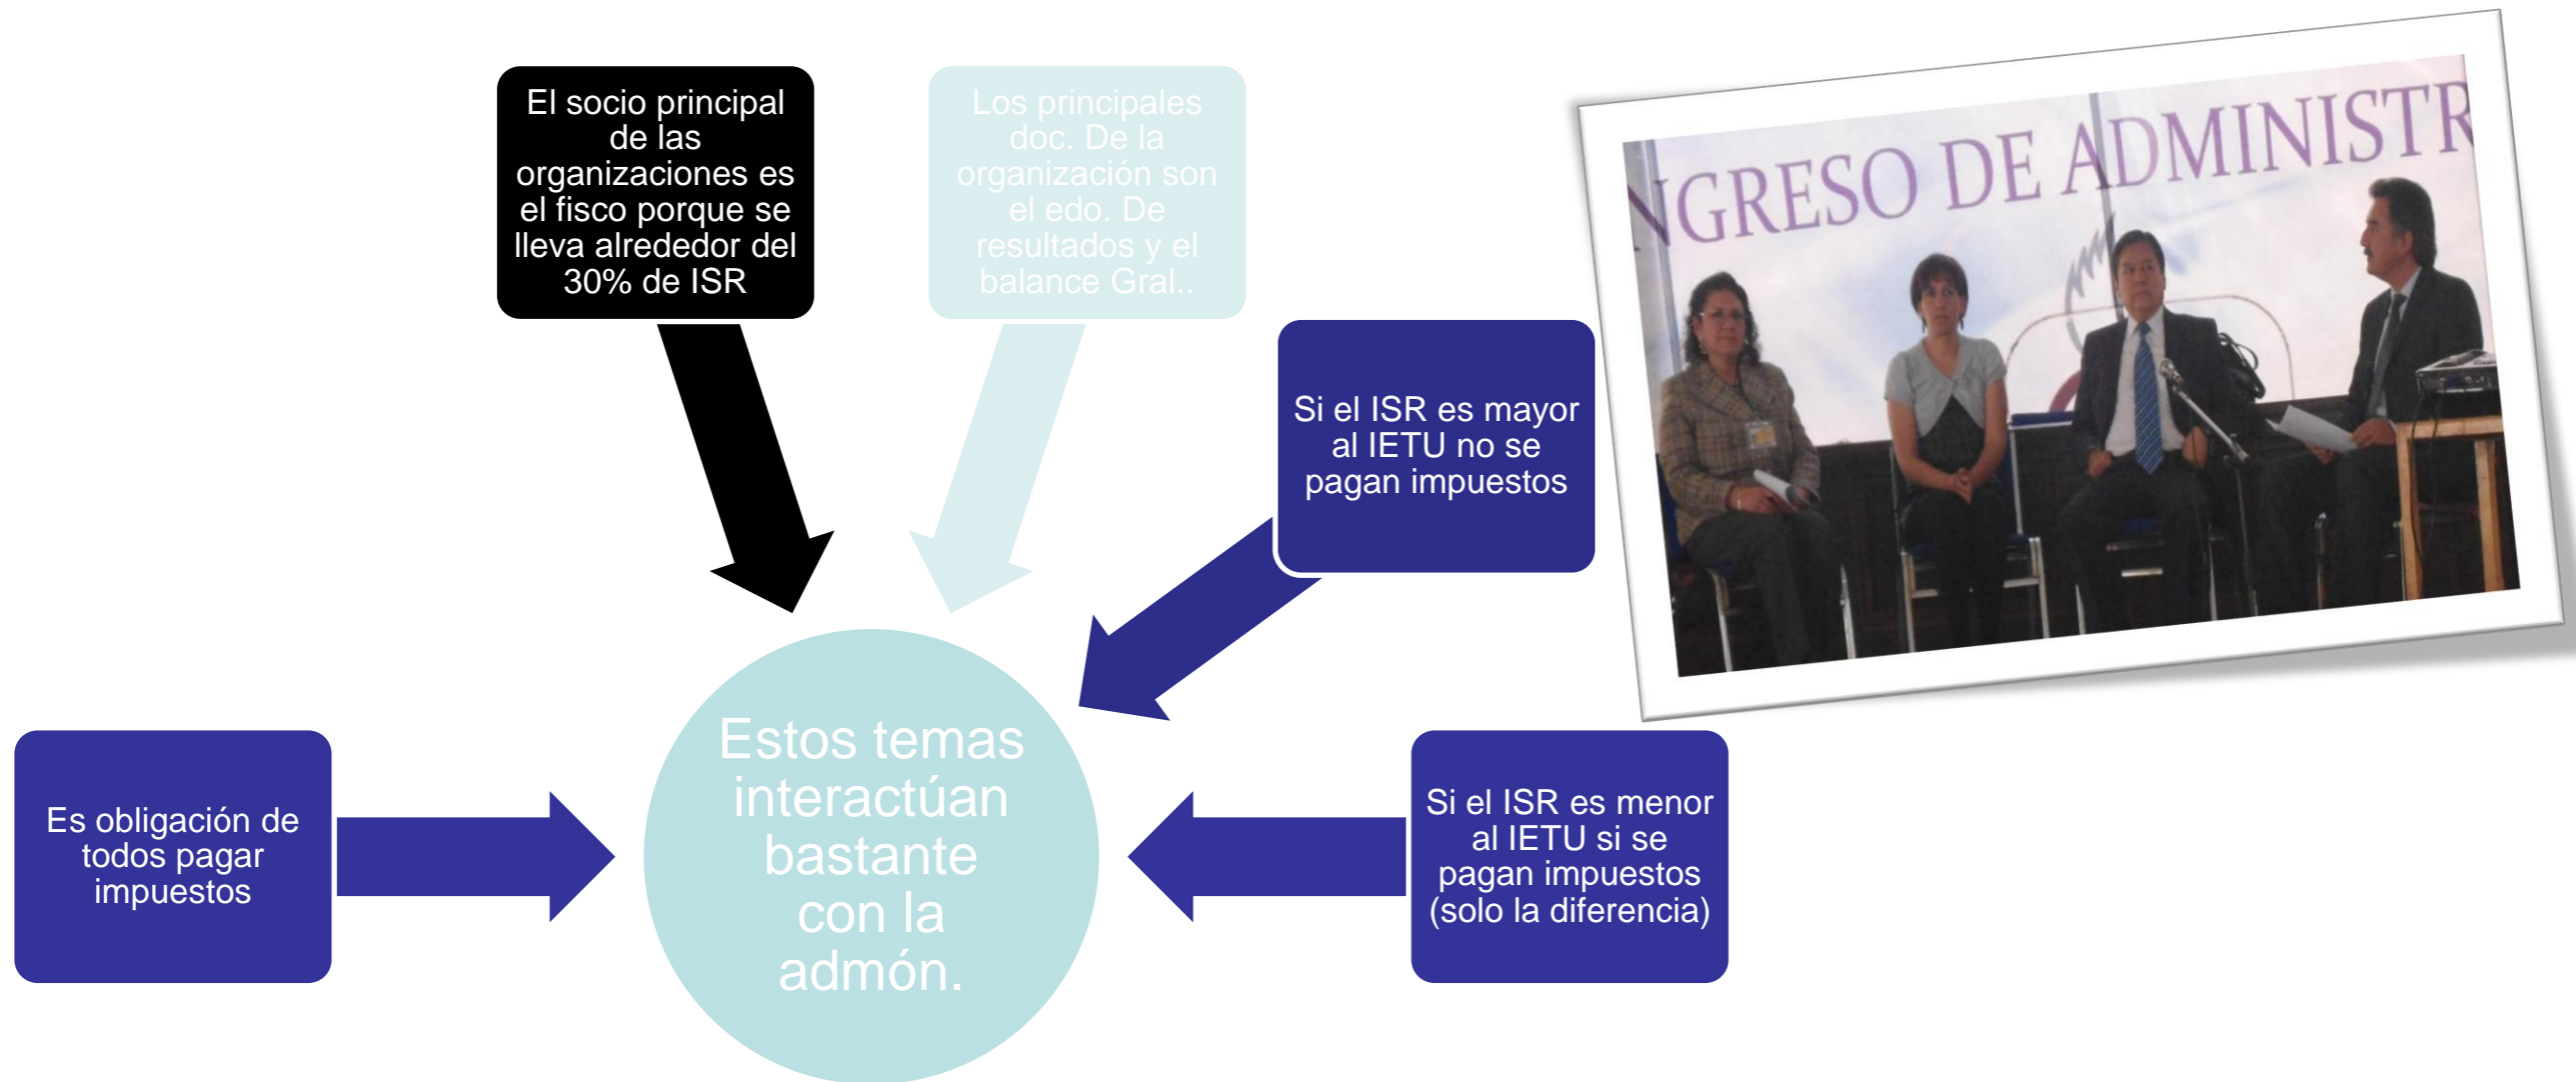 El socio principal
de las
organizaciones es
el fisco porque se
lleva alrededor del
30% de ISR
Los principales
doc. De la
organización son
el edo. De
resultados y el
balance Gral..
Si el ISR es mayor
al IETU no se
pagan impuestos
NGRESO DE ADMINISTR
Es obligación de
todos pagar
impuestos
Estos temas
interactúan
bastante
con la
admón.
Si el ISR es menor
al IETU si se
pagan impuestos
(solo la diferencia)